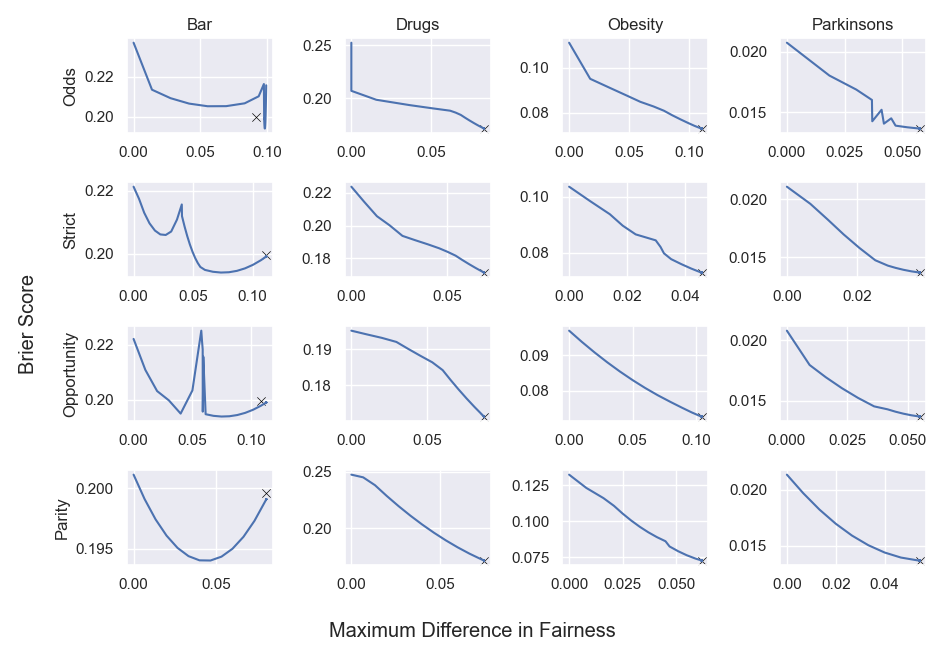 Bar Drugs Obesity Parkinsons
Brier Score
Odds
0.22
0.20
0.00 0.05 0.10
0.25
0.20
0.00 0.05
0.10
0.08
0.00 0.05 0.10
0.020
0.015
0.000 0.025 0.050
Strict
0.22
0.20
0.00 0.05 0.10
0.22
0.20
0.18
0.00 0.05
0.10
0.08
0.00 0.02 0.04
0.020
0.015
0.00 0.02
Opportunity
0.22
0.20
0.00 0.05 0.10
0.19
0.18
0.00 0.05
0.09
0.08
0.00 0.05 0.10
0.020
0.015
0.000 0.025 0.050
Parity
0.200
0.195
0.00 0.05
0.25
0.20
0.00 0.05
0.125
0.100
0.075
0.000 0.025 0.050
0.020
0.015
0.00 0.02 0.04
Maximum Difference in Fairness